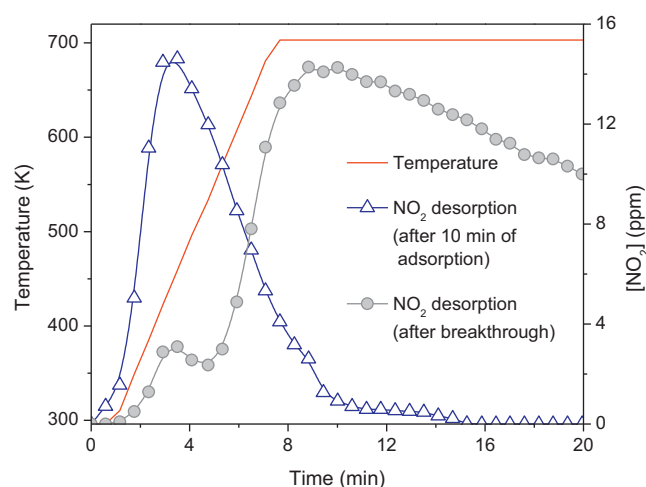 700
600
500
400
300
Temperature (K)
16
12
8
4
0
[NO₂] (ppm)
Temperature
NO₂ desorption
(after 10 min of
adsorption)
NO₂ desorption
(after breakthrough)
0 4 8 12 16 20
Time (min)